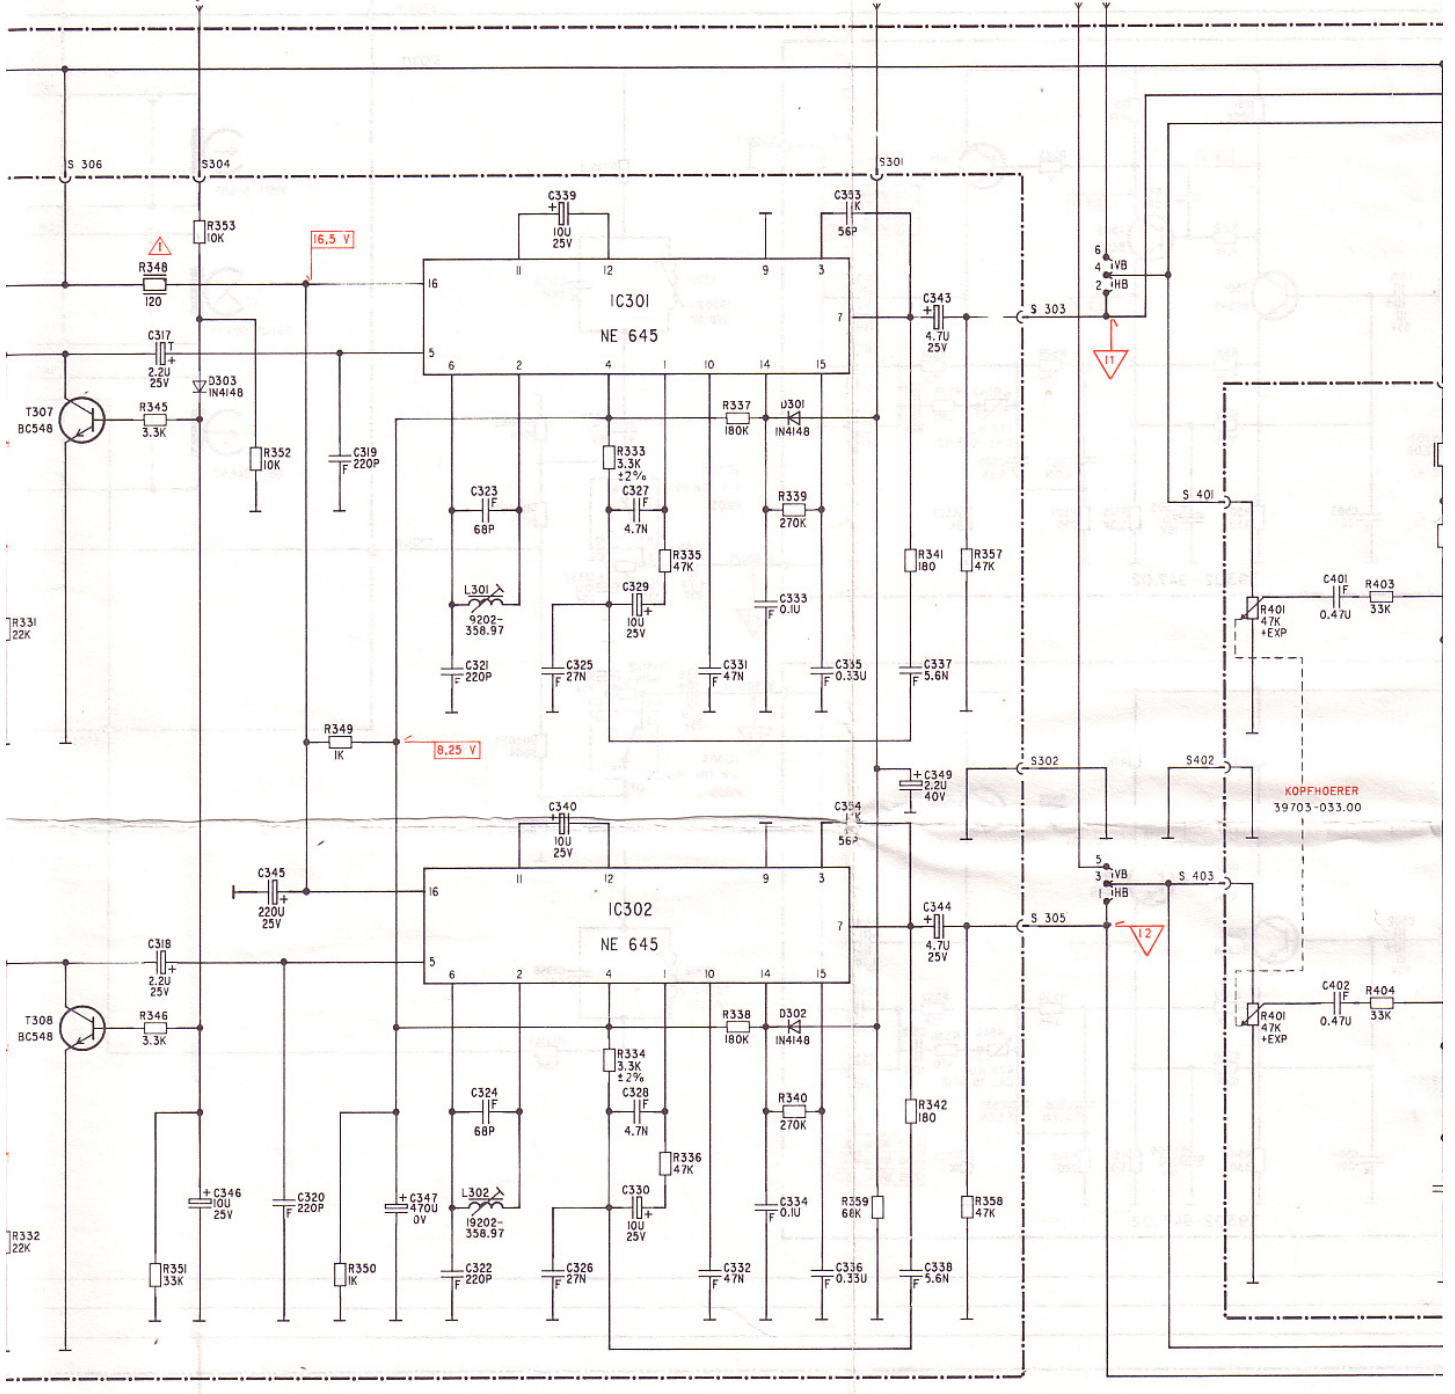 S 306
S304
S301
R353
10K
16,5 V
1
R348
120
C339
+
10U
25V
C353
K
56P
11
12
9
3
16
IC301
NE 645
7
5
6
2
4
1
10
14
15
C317
T
+
2.2U
25V
D303
1N4148
T307
BC548
R345
3.3K
R352
10K
C319
F 220P
C343
+
4.7U
25V
S 303
6
4 VB
2 HB
11
R337
180K
D301
1N4148
R333
3.3K
±2%
C323
F
68P
C327
F
4.7N
R339
270K
R335
47K
R341
180
R357
47K
L301
9202-
358.97
C329
+
10U
25V
C333
F 0.1U
R331
22K
C321
F 220P
C325
F 27N
C331
F 47N
C335
F 0.33U
C337
F 5.6N
S 401
R401
47K
+EXP
C401
F
0.47U
R403
33K
R349
1K
8,25 V
+ C349
2.2U
40V
S302
S402
KOPFHOERER
39703-033.00
C340
+
10U
25V
C354
K
56P
11
12
9
3
16
IC302
NE 645
7
5
6
2
4
1
10
14
15
C345
+
220U
25V
C344
+
4.7U
25V
S 305
5
3 VB
1 HB
S 403
12
C318
+
2.2U
25V
T308
BC548
R346
3.3K
R338
180K
D302
1N4148
R334
3.3K
±2%
C324
F
68P
C328
F
4.7N
R340
270K
R336
47K
R342
180
C402
F
0.47U
R404
33K
R401
47K
+EXP
+ C346
10U
25V
C320
F 220P
+ C347
470U
0V
L302
19202-
358.97
C330
+
10U
25V
C334
F 0.1U
R359
68K
R358
47K
R332
22K
R351
33K
R350
1K
C322
F 220P
C326
F 27N
C332
F 47N
C336
F 0.33U
C338
F 5.6N